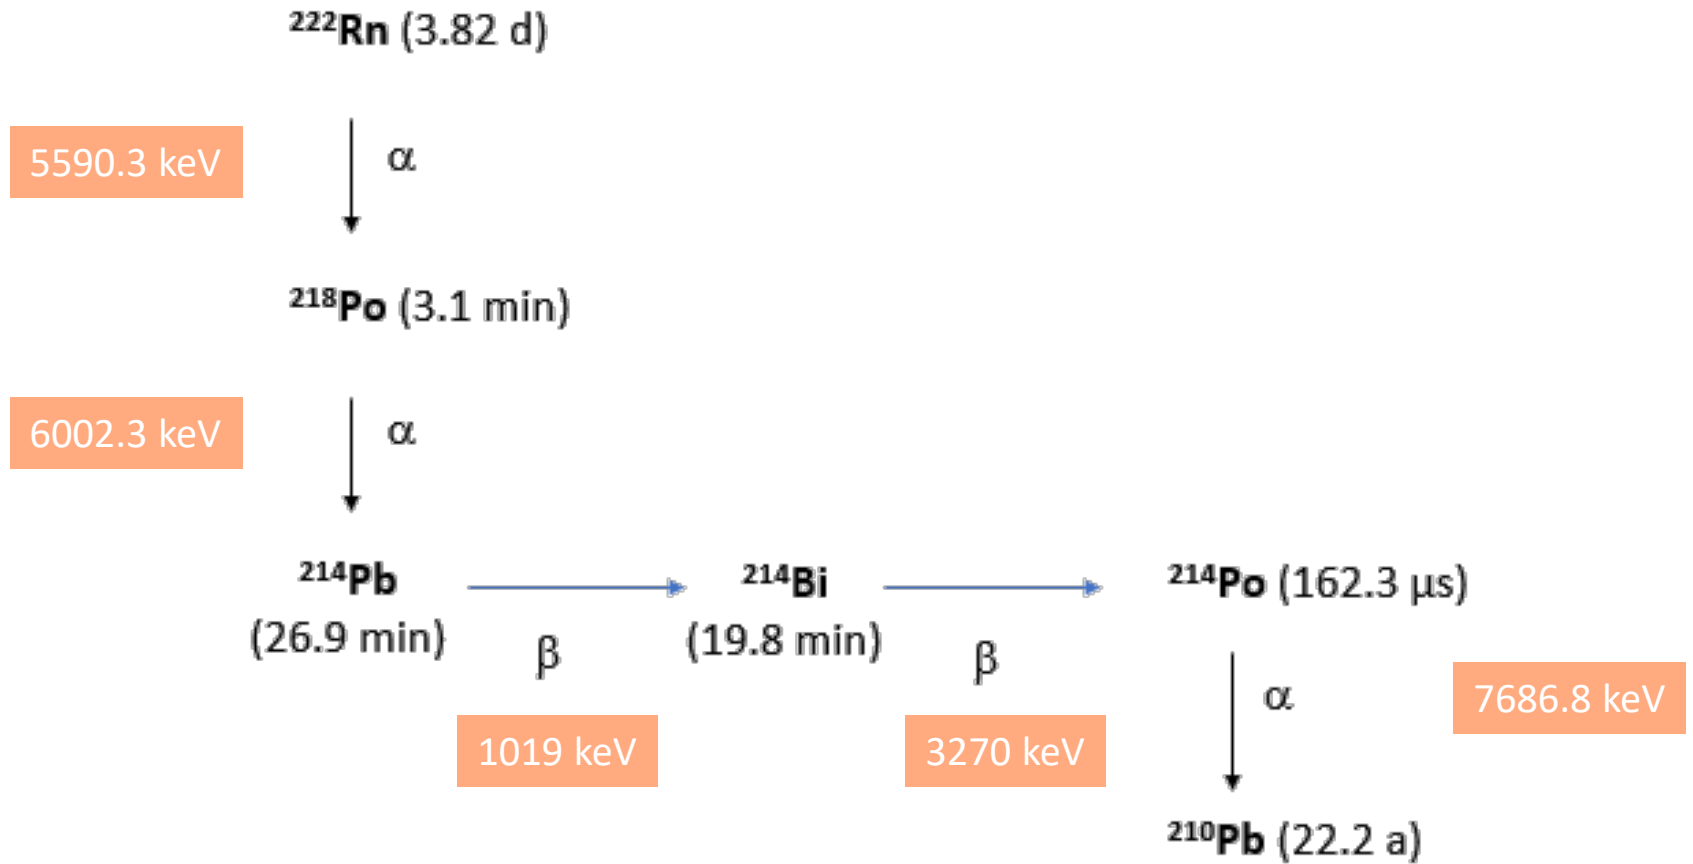 ²²²Rn (3.82 d)
5590.3 keV
α
²¹⁸Po (3.1 min)
6002.3 keV
α
²¹⁴Pb
(26.9 min)
β
1019 keV
²¹⁴Bi
(19.8 min)
β
3270 keV
²¹⁴Po (162.3 µs)
α
7686.8 keV
²¹⁰Pb (22.2 a)